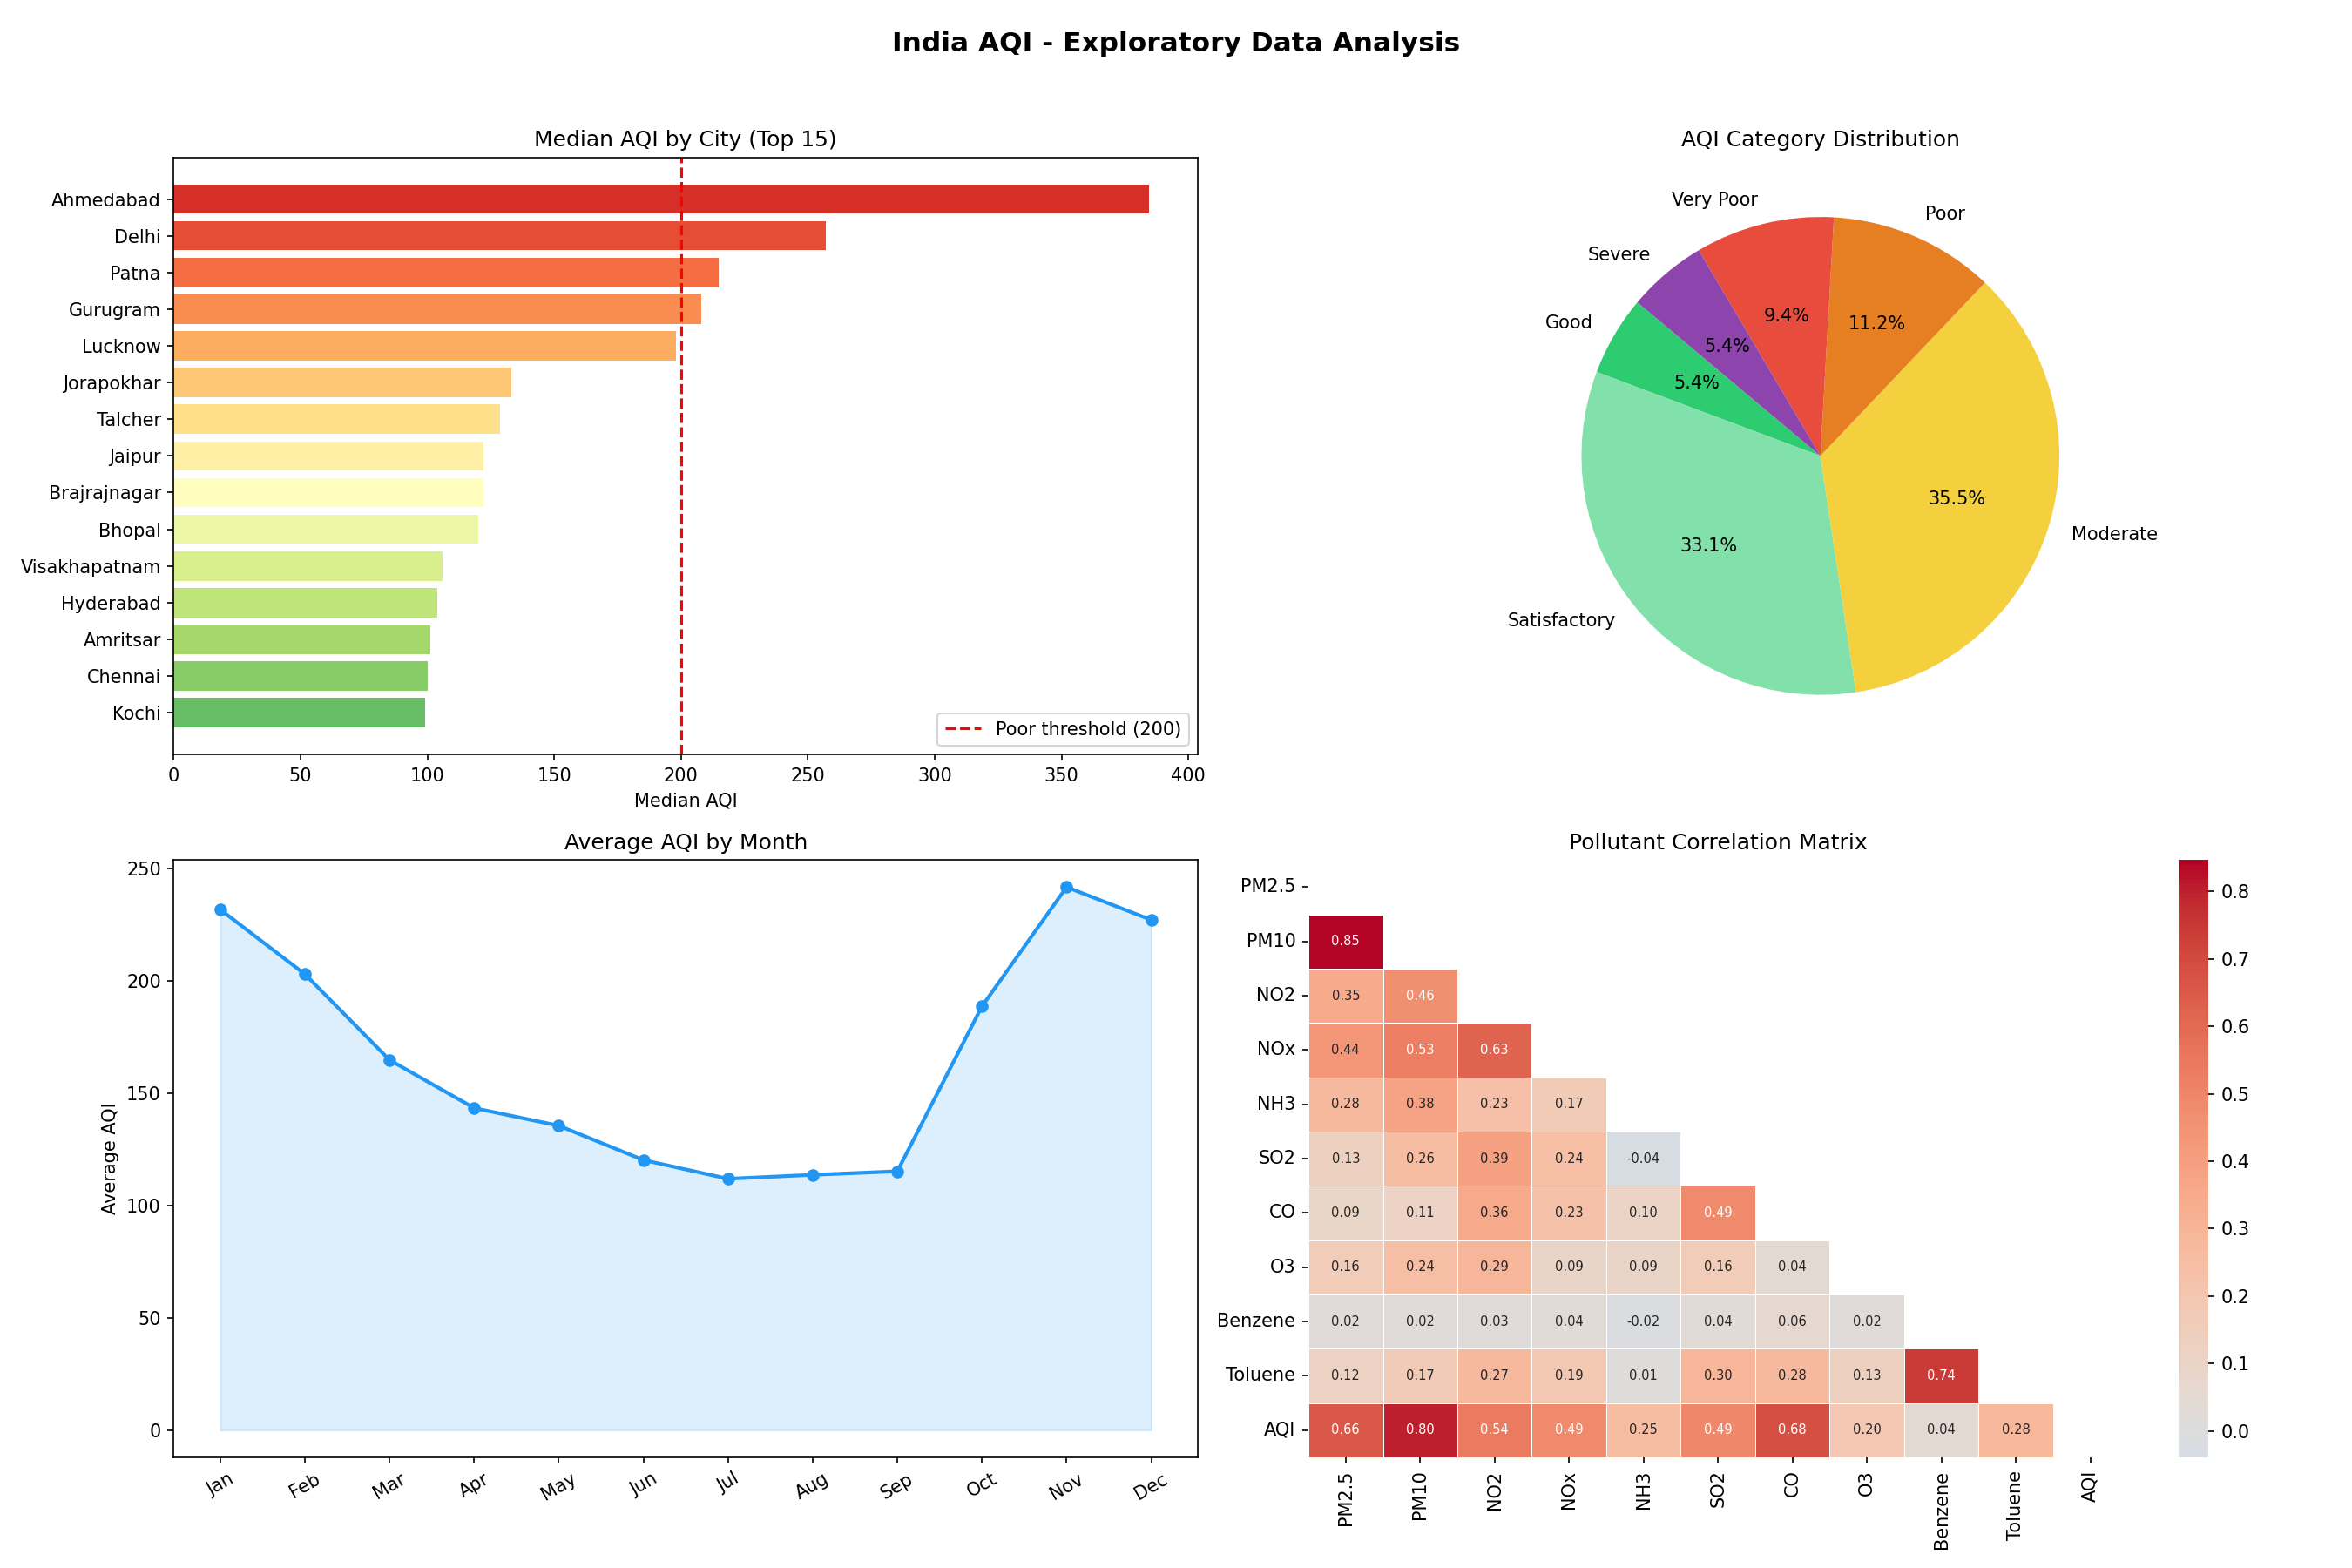 India AQI - Exploratory Data Analysis
Median AQI by City (Top 15)
Ahmedabad
Delhi
Patna
Gurugram
Lucknow
Jorapokhar
Talcher
Jaipur
Brajrajnagar
Bhopal
Visakhapatnam
Hyderabad
Amritsar
Chennai
Kochi
Poor threshold (200)
0 50 100 150 200 250 300 350 400
Median AQI
AQI Category Distribution
Very Poor
Poor
Severe
Good
9.4%
11.2%
5.4%
5.4%
35.5%
Moderate
33.1%
Satisfactory
Average AQI by Month
250
200
150
100
50
0
Average AQI
Jan Feb Mar Apr May Jun Jul Aug Sep Oct Nov Dec
Pollutant Correlation Matrix
PM2.5
PM10 0.85
NO2 0.35 0.46
NOx 0.44 0.53 0.63
NH3 0.28 0.38 0.23 0.17
SO2 0.13 0.26 0.39 0.24 -0.04
CO 0.09 0.11 0.36 0.23 0.10 0.49
O3 0.16 0.24 0.29 0.09 0.09 0.16 0.04
Benzene 0.02 0.02 0.03 0.04 -0.02 0.04 0.06 0.02
Toluene 0.12 0.17 0.27 0.19 0.01 0.30 0.28 0.13 0.74
AQI 0.66 0.80 0.54 0.49 0.25 0.49 0.68 0.20 0.04 0.28
PM2.5 PM10 NO2 NOx NH3 SO2 CO O3 Benzene Toluene AQI
0.8
0.7
0.6
0.5
0.4
0.3
0.2
0.1
0.0